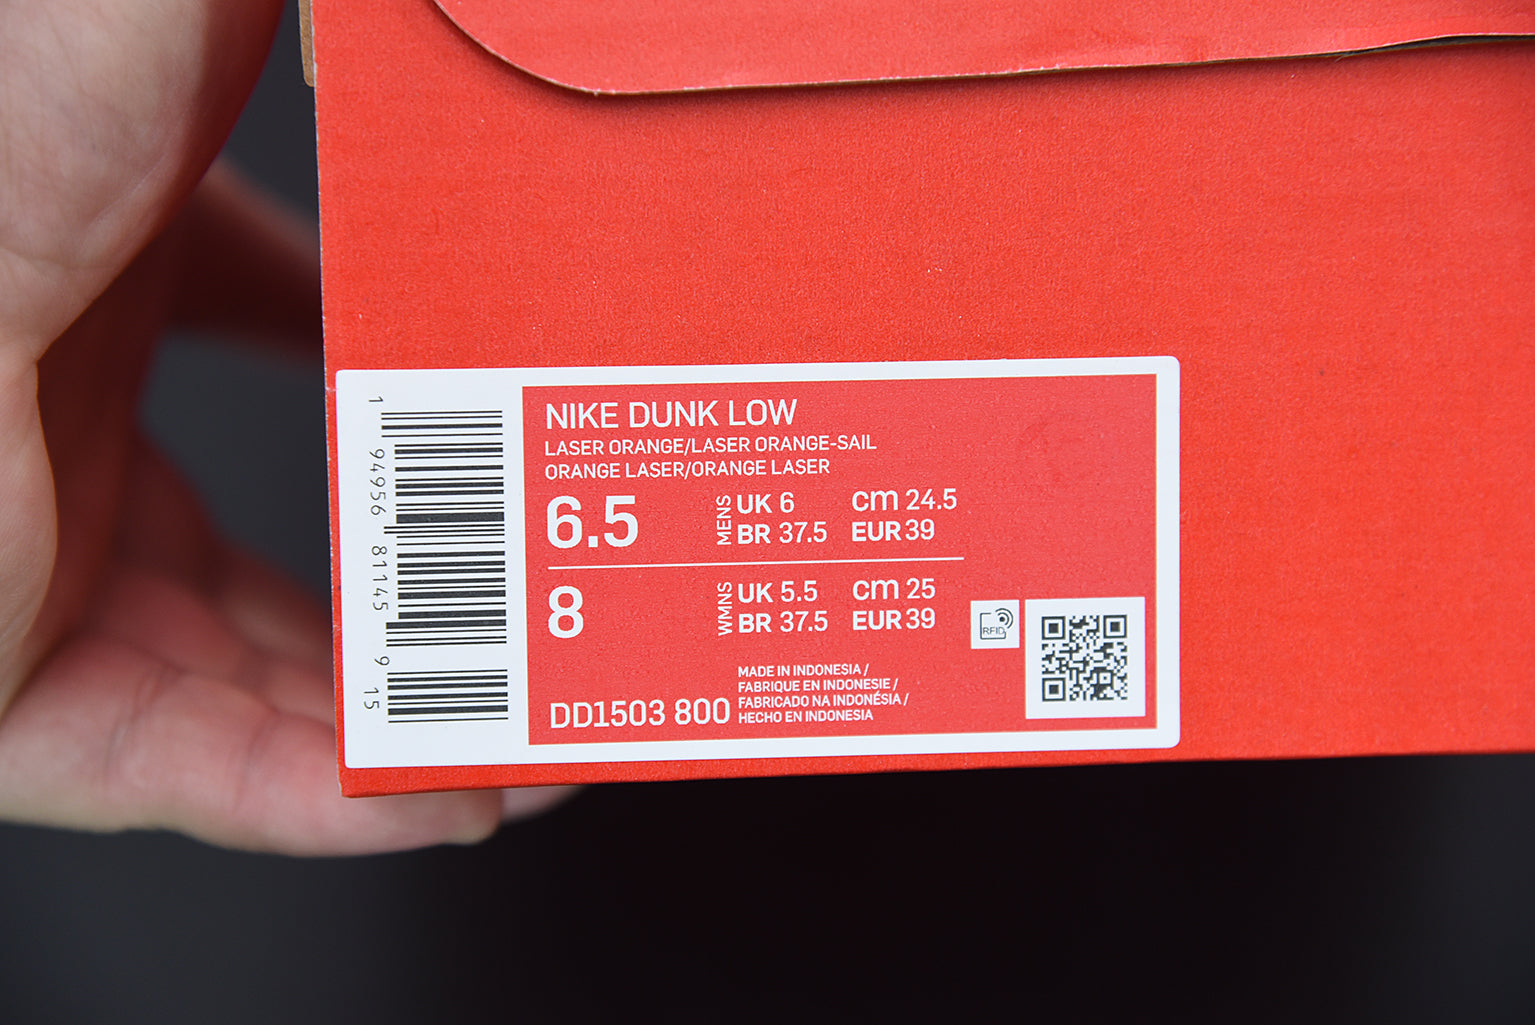 NIKE DUNK LOW
LASER ORANGE/LASER ORANGE-SAIL
ORANGE LASER/ORANGE LASER
6.5 MENS UK 6 cm 24.5
BR 37.5 EUR 39
8 WMNS UK 5.5 cm 25
BR 37.5 EUR 39
RFID
MADE IN INDONESIA /
FABRIQUE EN INDONESIE /
FABRICADO NA INDONÉSIA /
HECHO EN INDONESIA
DD1503 800
1 94956 81145 9 15